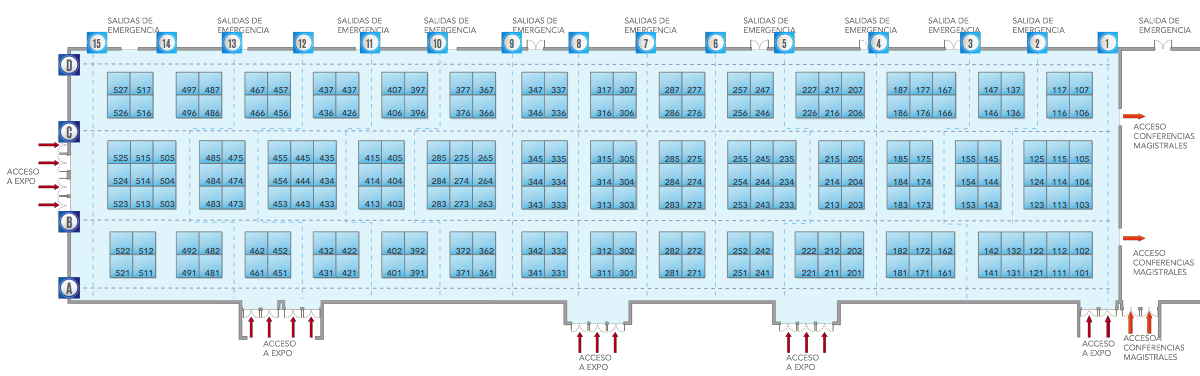 SALIDAS DE EMERGENCIA
SALIDAS DE EMERGENCIA
SALIDAS DE EMERGENCIA
SALIDAS DE EMERGENCIA
SALIDAS DE EMERGENCIA
SALIDAS DE EMERGENCIA
SALIDAS DE EMERGENCIA
SALIDAS DE EMERGENCIA
SALIDA DE EMERGENCIA
SALIDA DE EMERGENCIA
15 14 13 12 11 10 9 8 7 6 5 4 3 2 1
D
527 517 497 487 467 457 437 437 407 397 377 367 347 337 317 307 287 277 257 247 227 217 207 187 177 167 147 137 117 107
526 516 496 486 466 456 436 426 406 396 376 366 346 336 316 306 286 276 256 246 226 216 206 186 176 166 146 136 116 106
C
ACCESO
CONFERENCIAS
MAGISTRALES
525 515 505 485 475 455 445 435 415 405 285 275 265 345 335 315 305 285 275 255 245 235 215 205 185 175 155 145 125 115 105
ACCESO
A EXPO
524 514 504 484 474 454 444 434 414 404 284 274 264 344 334 314 304 284 274 254 244 234 214 204 184 174 154 144 124 114 104
523 513 503 483 473 453 443 433 413 403 283 273 263 343 333 313 303 283 273 253 243 233 213 203 183 173 153 143 123 113 103
B
522 512 492 482 462 452 432 422 402 392 372 362 342 332 312 302 282 272 252 242 222 212 202 182 172 162 142 132 122 112 102
521 511 491 481 461 451 431 421 401 391 371 361 341 331 311 301 281 271 251 241 221 211 201 181 171 161 141 131 121 111 101
ACCESO
CONFERENCIAS
MAGISTRALES
A
ACCESO
A EXPO
ACCESO
A EXPO
ACCESO
A EXPO
ACCESO
A EXPO
ACCESOA
CONFERENCIAS
MAGISTRALES